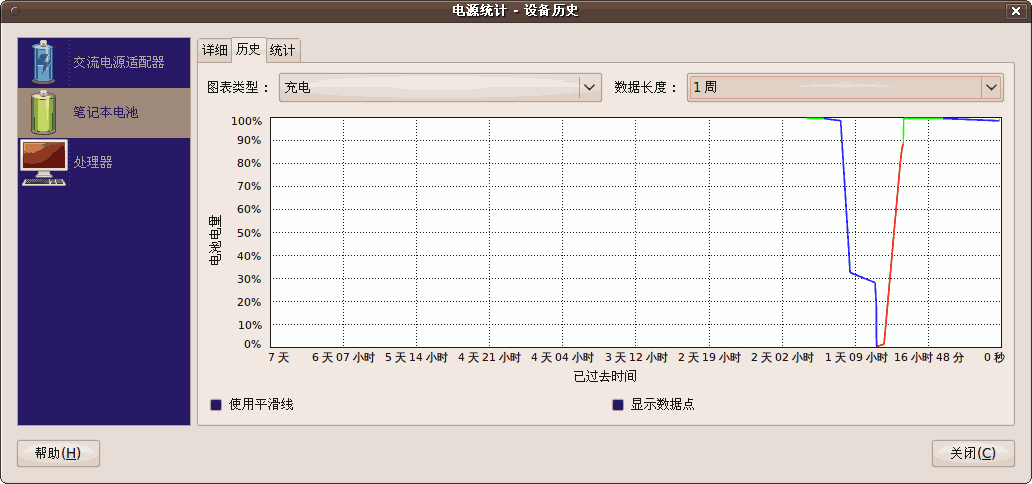 电源统计 - 设备历史
交流电源适配器
笔记本电池
处理器
详细 历史 统计
图表类型： 充电 数据长度： 1 周
100%
90%
80%
70%
60%
50%
40%
30%
20%
10%
0%
电池电量
7 天 6 天 07 小时 5 天 14 小时 4 天 21 小时 4 天 04 小时 3 天 12 小时 2 天 19 小时 2 天 02 小时 1 天 09 小时 16 小时 48 分 0 秒
已过去时间
使用平滑线 显示数据点
帮助(H) 关闭(C)